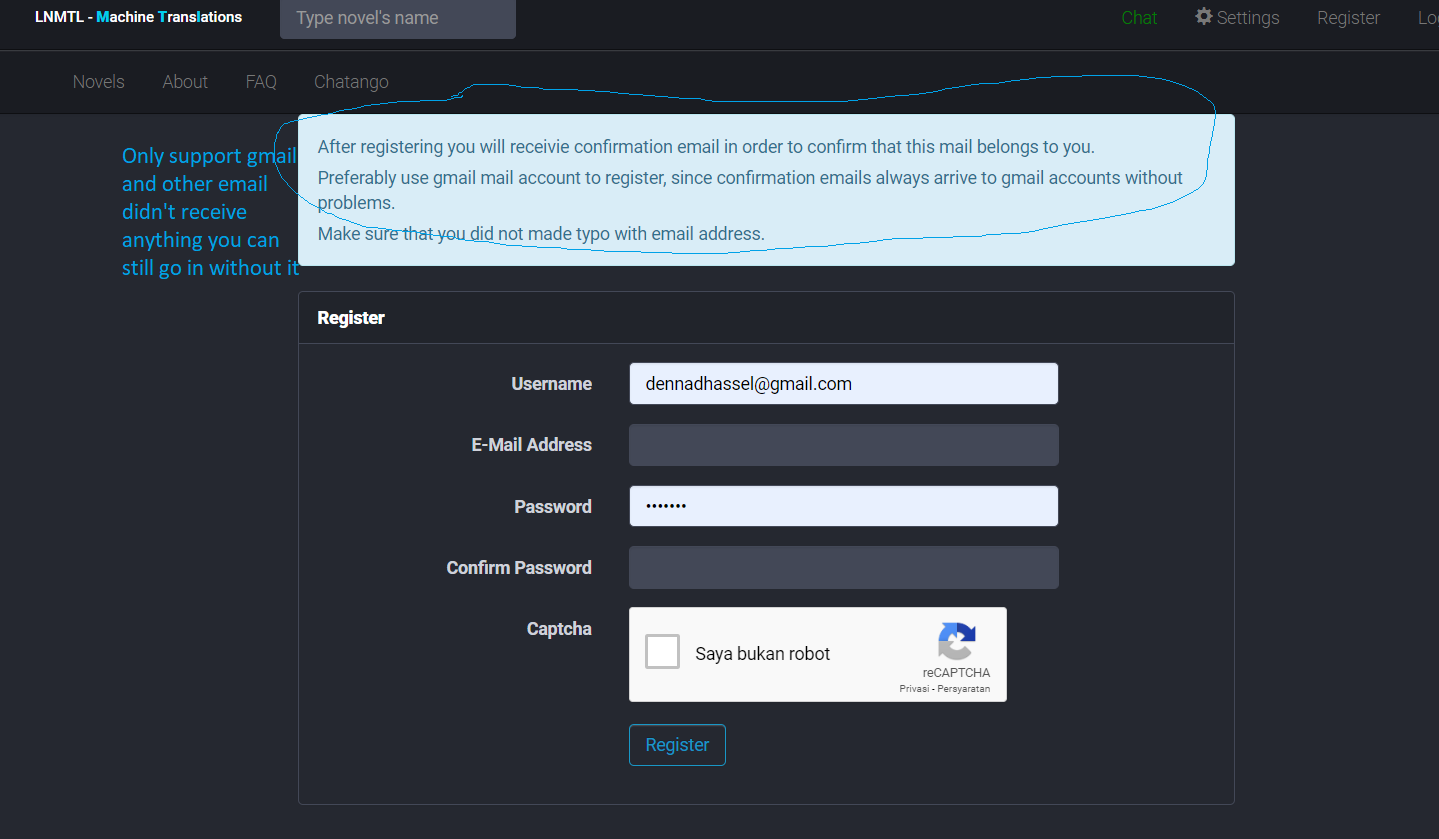 LNMTL - Machine Translations
Type novel's name
Chat
Settings
Register
Novels
About
FAQ
Chatango
Only support gmail
and other email
didn't receive
anything you can
still go in without it
After registering you will receivie confirmation email in order to confirm that this mail belongs to you.
Preferably use gmail mail account to register, since confirmation emails always arrive to gmail accounts without
problems.
Make sure that you did not made typo with email address.
Register
Username
dennadhassel@gmail.com
E-Mail Address
Password
•••••••
Confirm Password
Captcha
Saya bukan robot
reCAPTCHA
Privasi - Persyaratan
Register